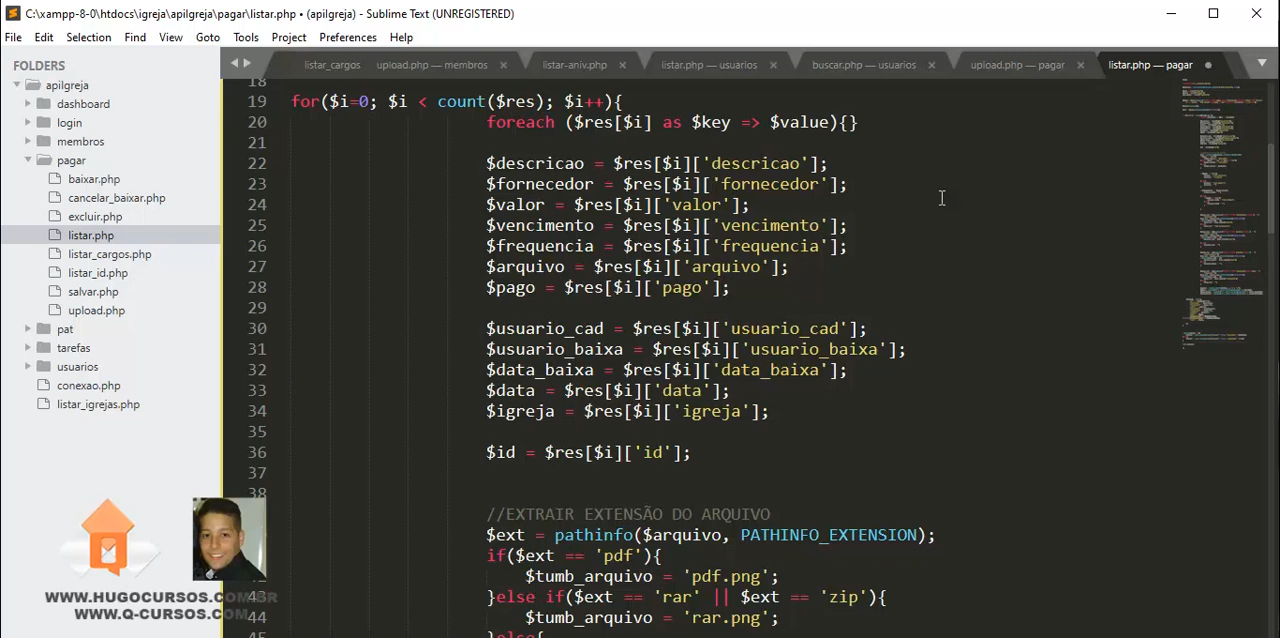 C:\xampp-8-0\htdocs\igreja\apiIgreja\pagar\listar.php • (apiIgreja) - Sublime Text (UNREGISTERED)
File Edit Selection Find View Goto Tools Project Preferences Help
FOLDERS
apiIgreja
dashboard
login
membros
pagar
baixar.php
cancelar_baixar.php
excluir.php
listar.php
listar_cargos.php
listar_id.php
salvar.php
upload.php
pat
tarefas
usuarios
conexao.php
listar_igrejas.php
listar_cargos upload.php — membros listar-aniv.php listar.php — usuarios buscar.php — usuarios upload.php — pagar listar.php — pagar
18
19 for($i=0; $i < count($res); $i++){
20 foreach ($res[$i] as $key => $value){}
21
22 $descricao = $res[$i]['descricao'];
23 $fornecedor = $res[$i]['fornecedor'];
24 $valor = $res[$i]['valor'];
25 $vencimento = $res[$i]['vencimento'];
26 $frequencia = $res[$i]['frequencia'];
27 $arquivo = $res[$i]['arquivo'];
28 $pago = $res[$i]['pago'];
29
30 $usuario_cad = $res[$i]['usuario_cad'];
31 $usuario_baixa = $res[$i]['usuario_baixa'];
32 $data_baixa = $res[$i]['data_baixa'];
33 $data = $res[$i]['data'];
34 $igreja = $res[$i]['igreja'];
35
36 $id = $res[$i]['id'];
37
38
//EXTRAIR EXTENSÃO DO ARQUIVO
$ext = pathinfo($arquivo, PATHINFO_EXTENSION);
if($ext == 'pdf'){
$tumb_arquivo = 'pdf.png';
43 }else if($ext == 'rar' || $ext == 'zip'){
44 $tumb_arquivo = 'rar.png';
45 }else{
WWW.HUGOCURSOS.COM.BR
WWW.Q-CURSOS.COM